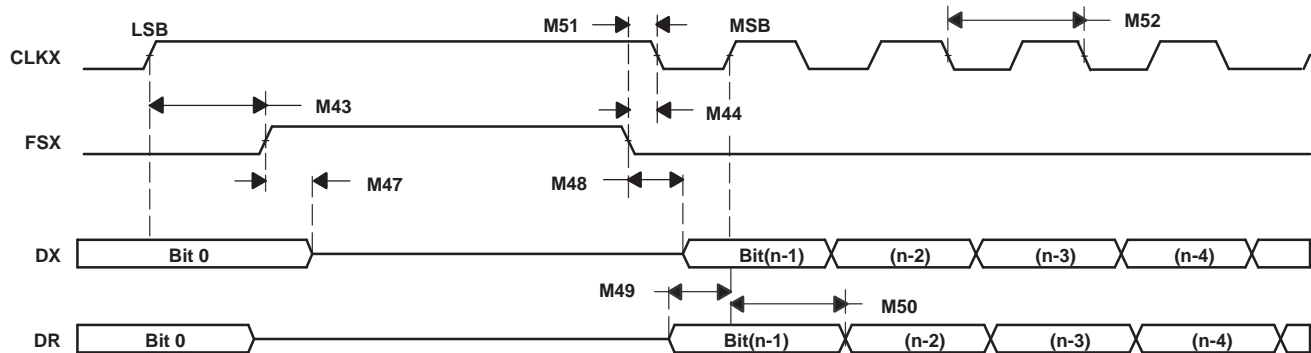 LSB M51 MSB M52
CLKX
M43 M44
FSX
M47 M48
DX Bit 0 Bit(n-1) (n-2) (n-3) (n-4)
M49 M50
DR Bit 0 Bit(n-1) (n-2) (n-3) (n-4)